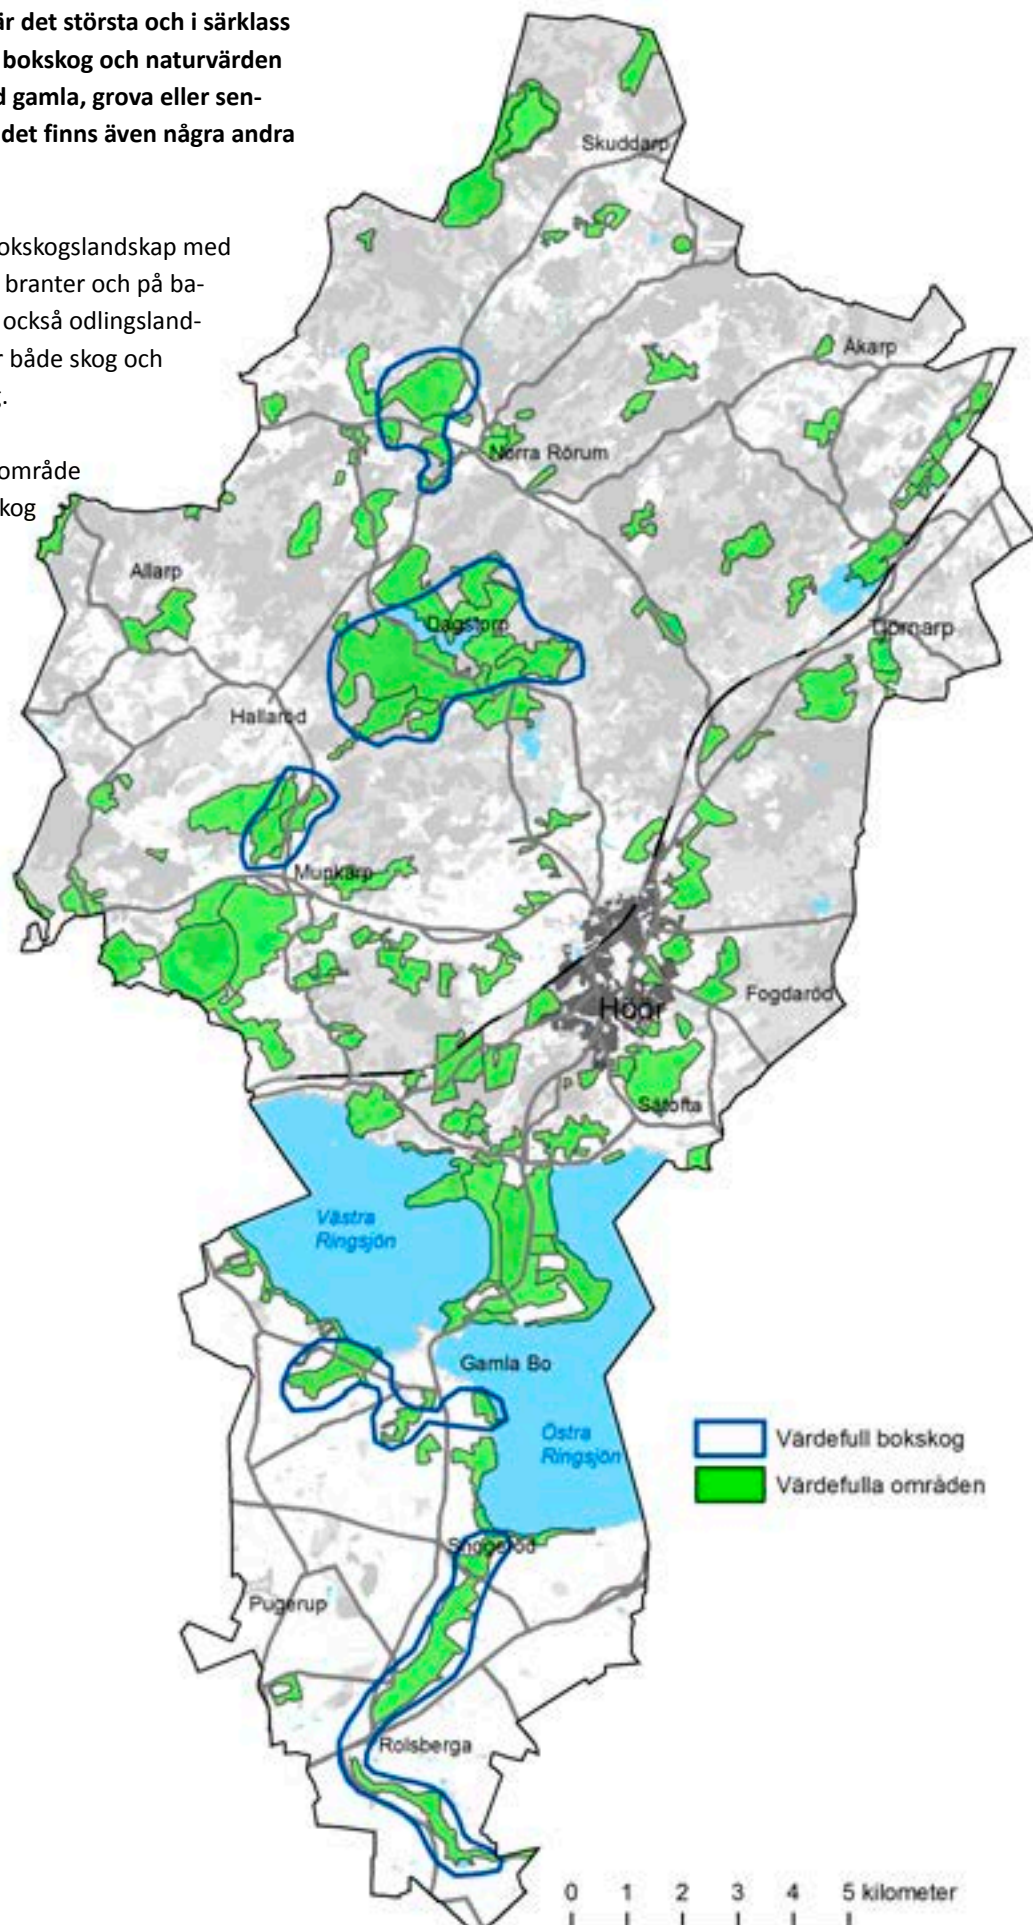 är det största och i särklass
bokskog och naturvärden
d gamla, grova eller sen-
det finns även några andra
okskogslandskap med
branter och på ba-
också odlingsland-
r både skog och
g.
område
kog
Skuddarp
Åkarp
Norra Rörum
Allarp
Dagstorp
Tjörnarp
Hallaröd
Munkarp
Höör
Fogdaröd
Sätofta
Västra
Ringsjön
Gamla Bo
Östra
Ringsjön
Värdefull bokskog
Värdefulla områden
Snogeröd
Pugerup
Rolsberga
0 1 2 3 4 5 kilometer